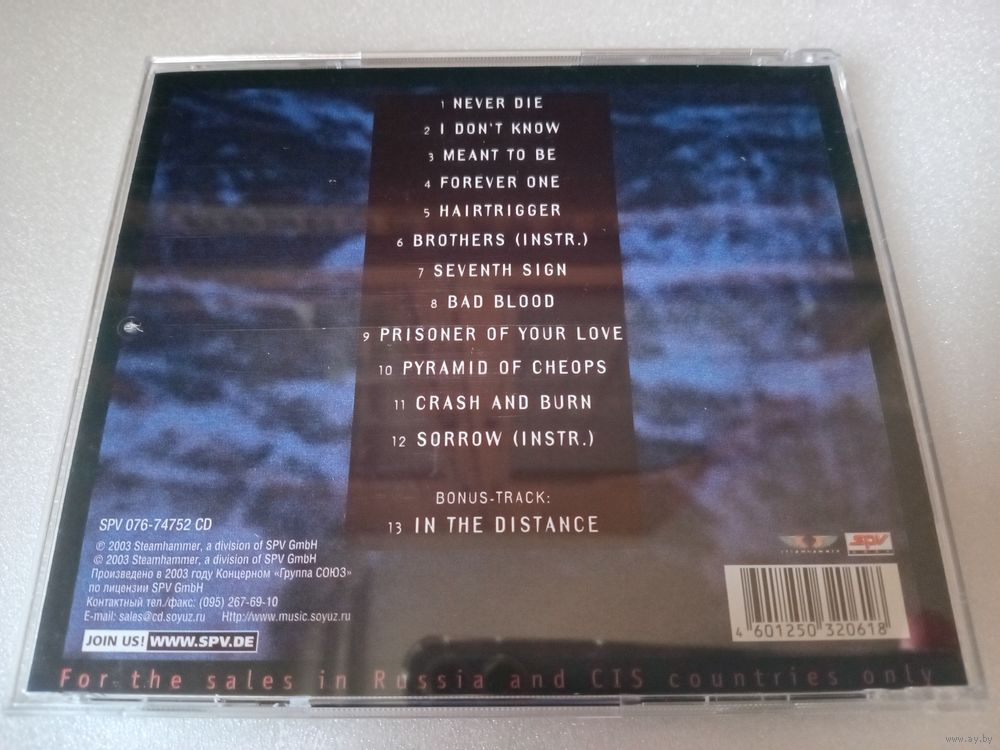 1 NEVER DIE
2 I DON'T KNOW
3 MEANT TO BE
4 FOREVER ONE
5 HAIRTRIGGER
6 BROTHERS (INSTR.)
7 SEVENTH SIGN
8 BAD BLOOD
9 PRISONER OF YOUR LOVE
10 PYRAMID OF CHEOPS
11 CRASH AND BURN
12 SORROW (INSTR.)
BONUS-TRACK:
13 IN THE DISTANCE
SPV 076-74752 CD
℗ 2003 Steamhammer, a division of SPV GmbH
© 2003 Steamhammer, a division of SPV GmbH
Произведено в 2003 году Концерном «Группа СОЮЗ»
по лицензии SPV GmbH
Контактный тел./факс: (095) 267-69-10
E-mail: sales@cd.soyuz.ru Http://www.music.soyuz.ru
JOIN US! WWW.SPV.DE
steamhammer
SPV
4 601250 320618
For the sales in Russia and CIS countries only
www.ay.by